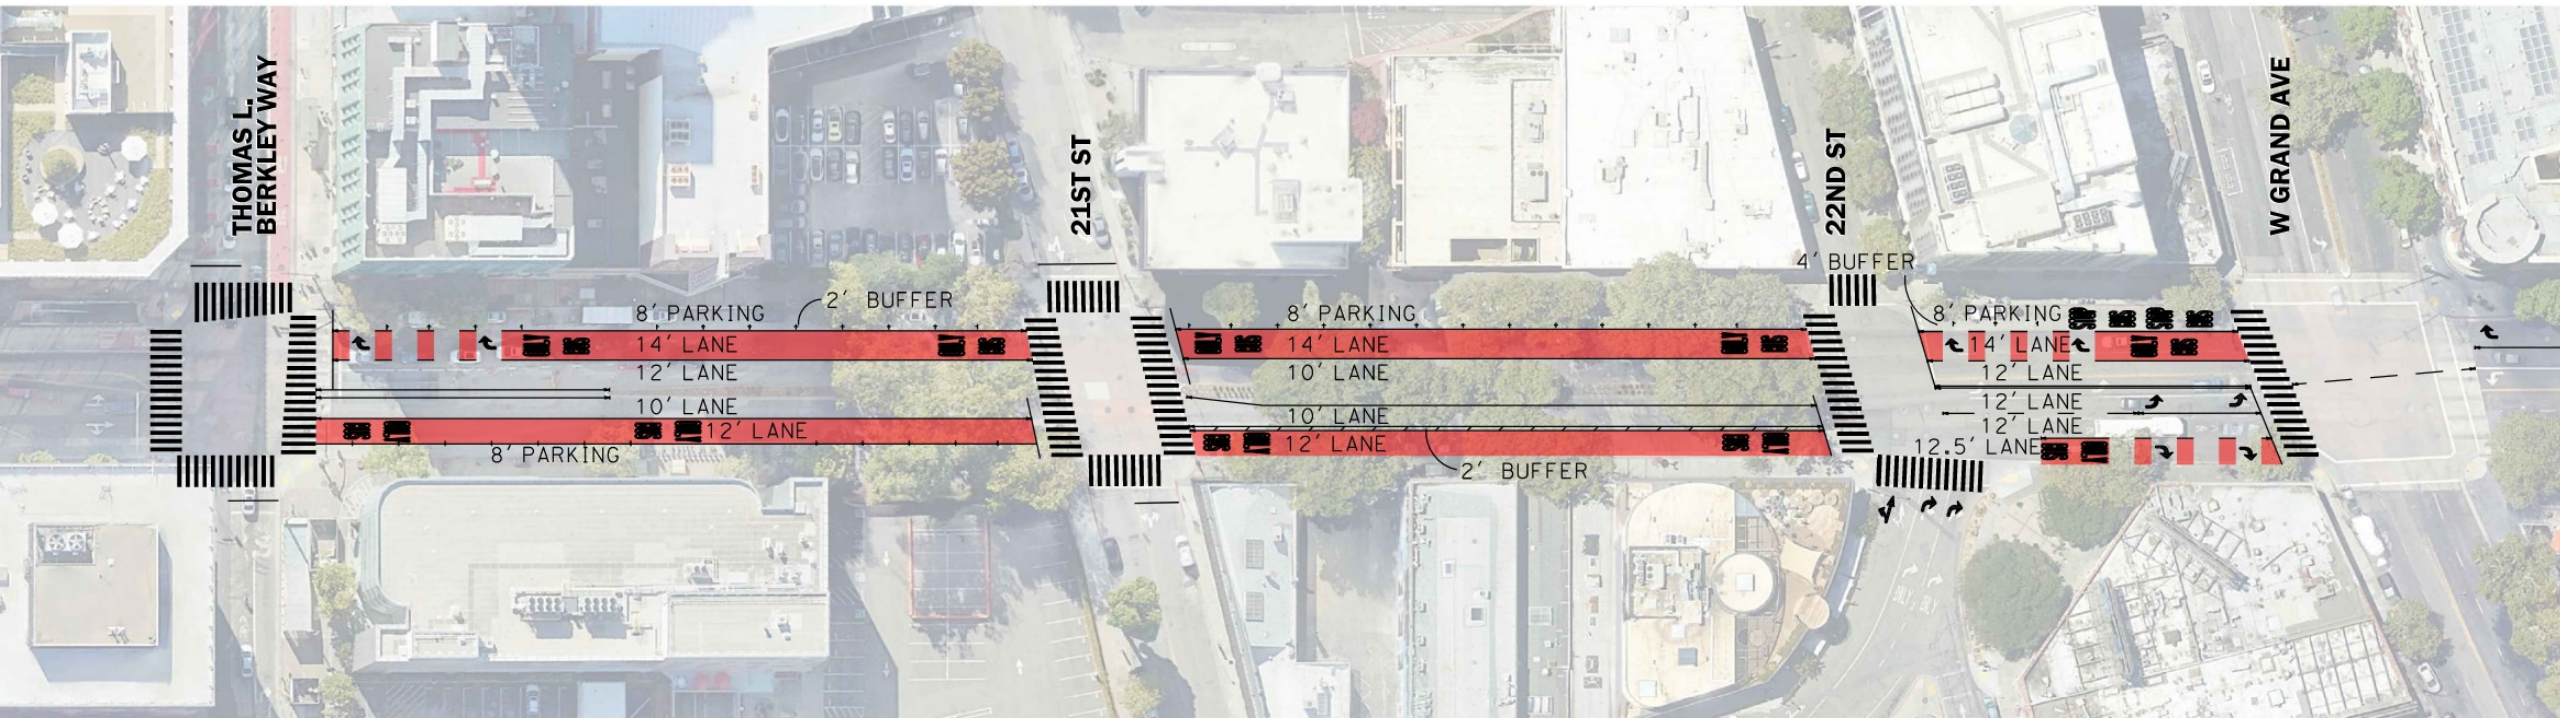 THOMAS L.
BERKLEY WAY
21ST ST
22ND ST
W GRAND AVE
8' PARKING
2' BUFFER
14' LANE
12' LANE
10' LANE
12' LANE
8' PARKING
8' PARKING
14' LANE
10' LANE
10' LANE
12' LANE
2' BUFFER
4' BUFFER
8' PARKING
14' LANE
12' LANE
12' LANE
12' LANE
12.5' LANE